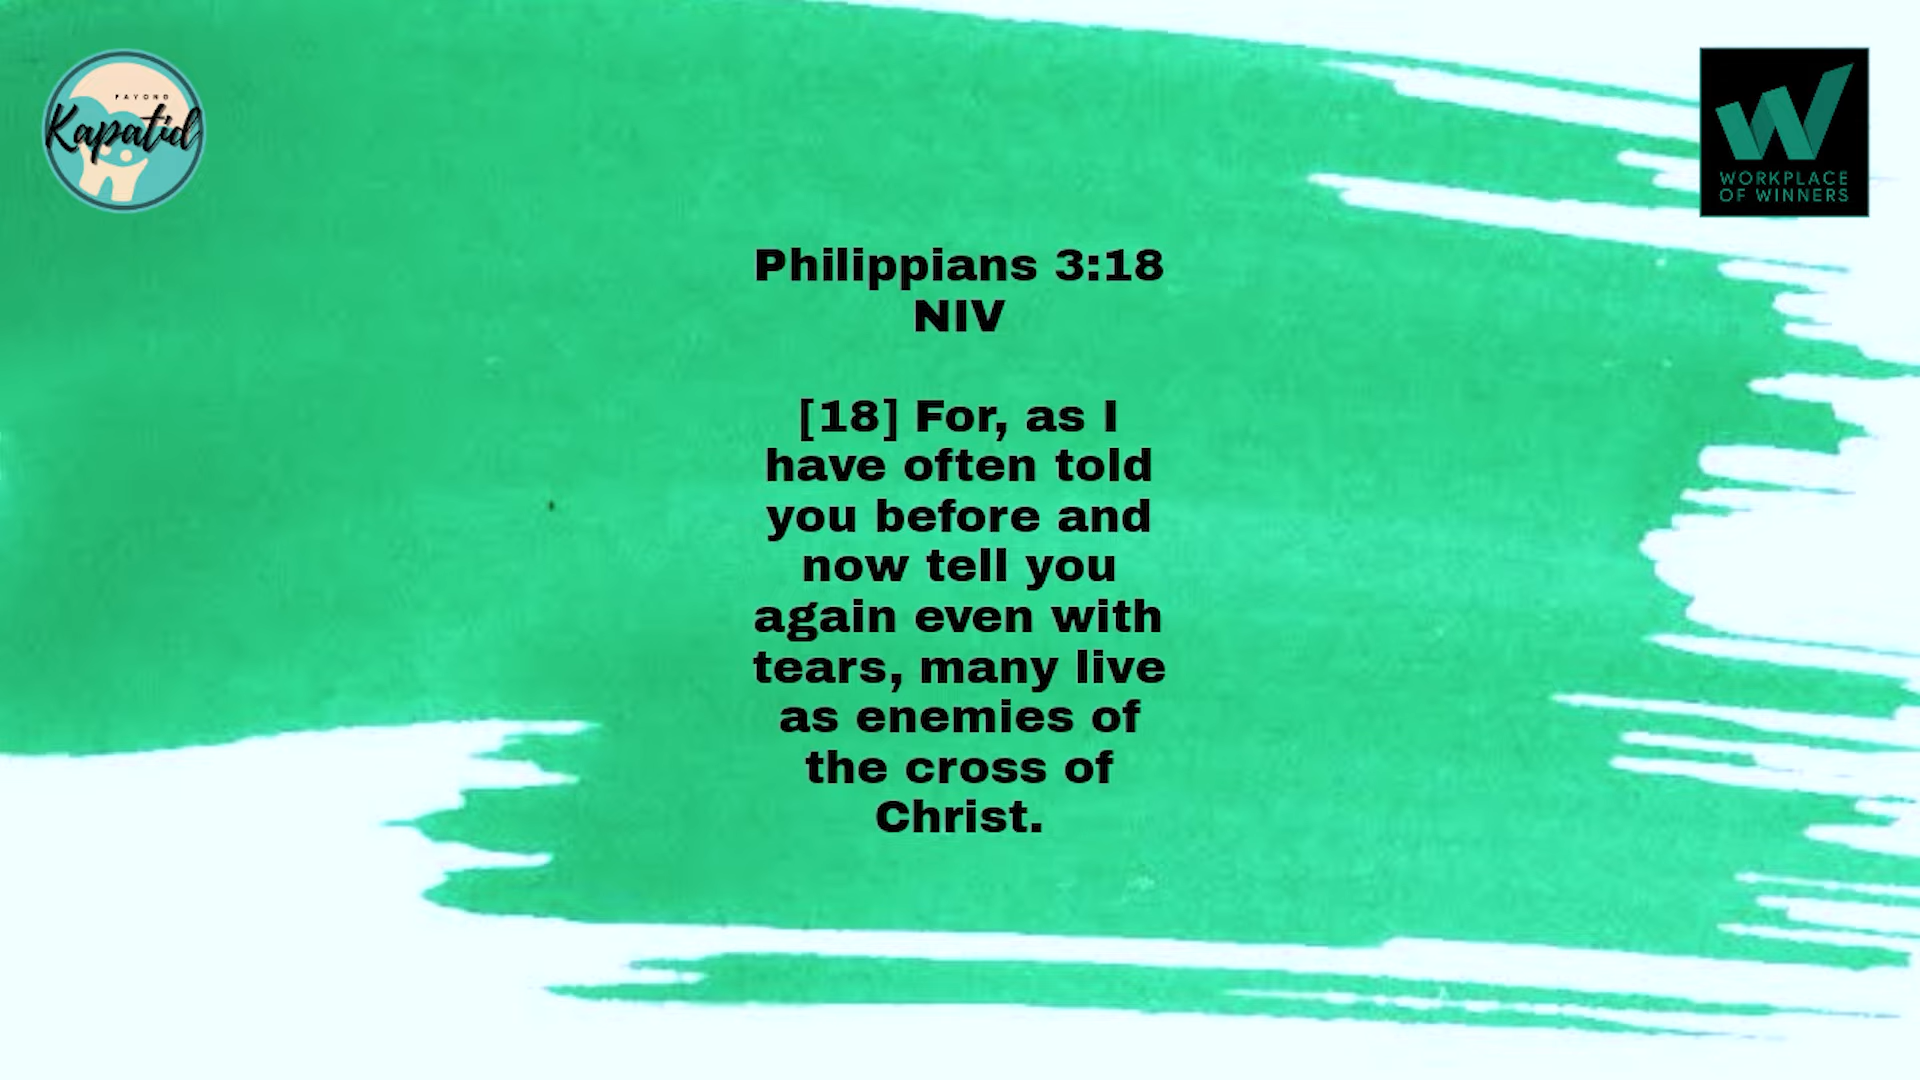 PAYONG
Kapatid
WORKPLACE
OF WINNERS
Philippians 3:18
NIV
[18] For, as I
have often told
you before and
now tell you
again even with
tears, many live
as enemies of
the cross of
Christ.